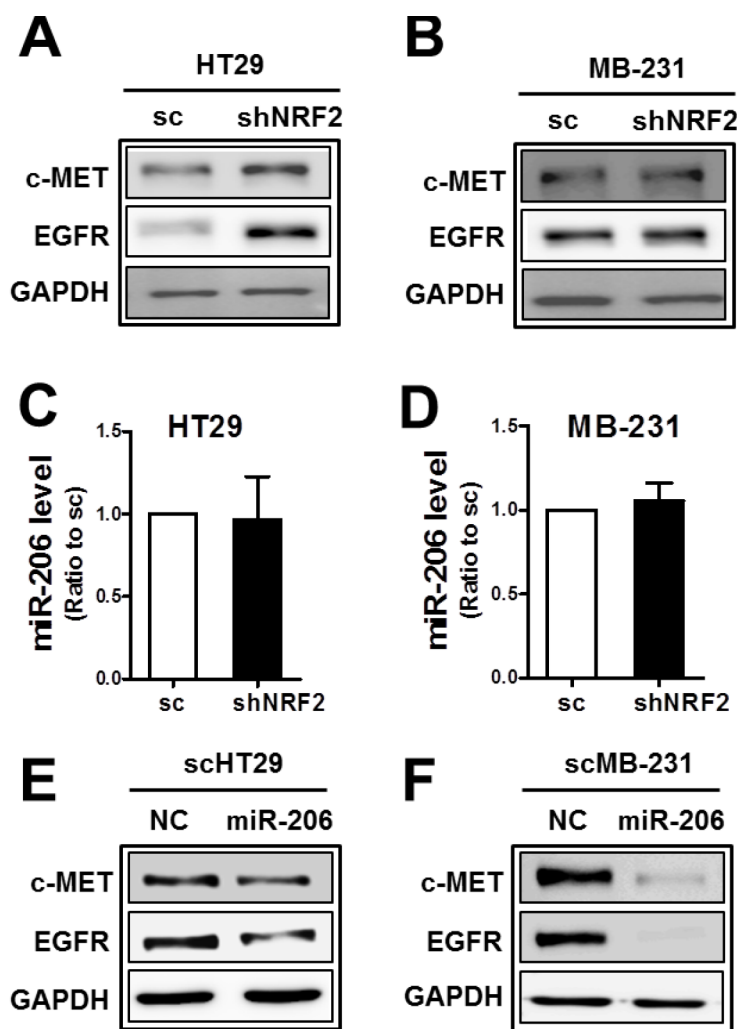 A
HT29
sc shNRF2
c-MET
EGFR
GAPDH
B
MB-231
sc shNRF2
c-MET
EGFR
GAPDH
C
HT29
miR-206 level
(Ratio to sc)
1.5
1.0
0.5
0.0
sc shNRF2
D
MB-231
miR-206 level
(Ratio to sc)
1.5
1.0
0.5
0.0
sc shNRF2
E
scHT29
NC miR-206
c-MET
EGFR
GAPDH
F
scMB-231
NC miR-206
c-MET
EGFR
GAPDH